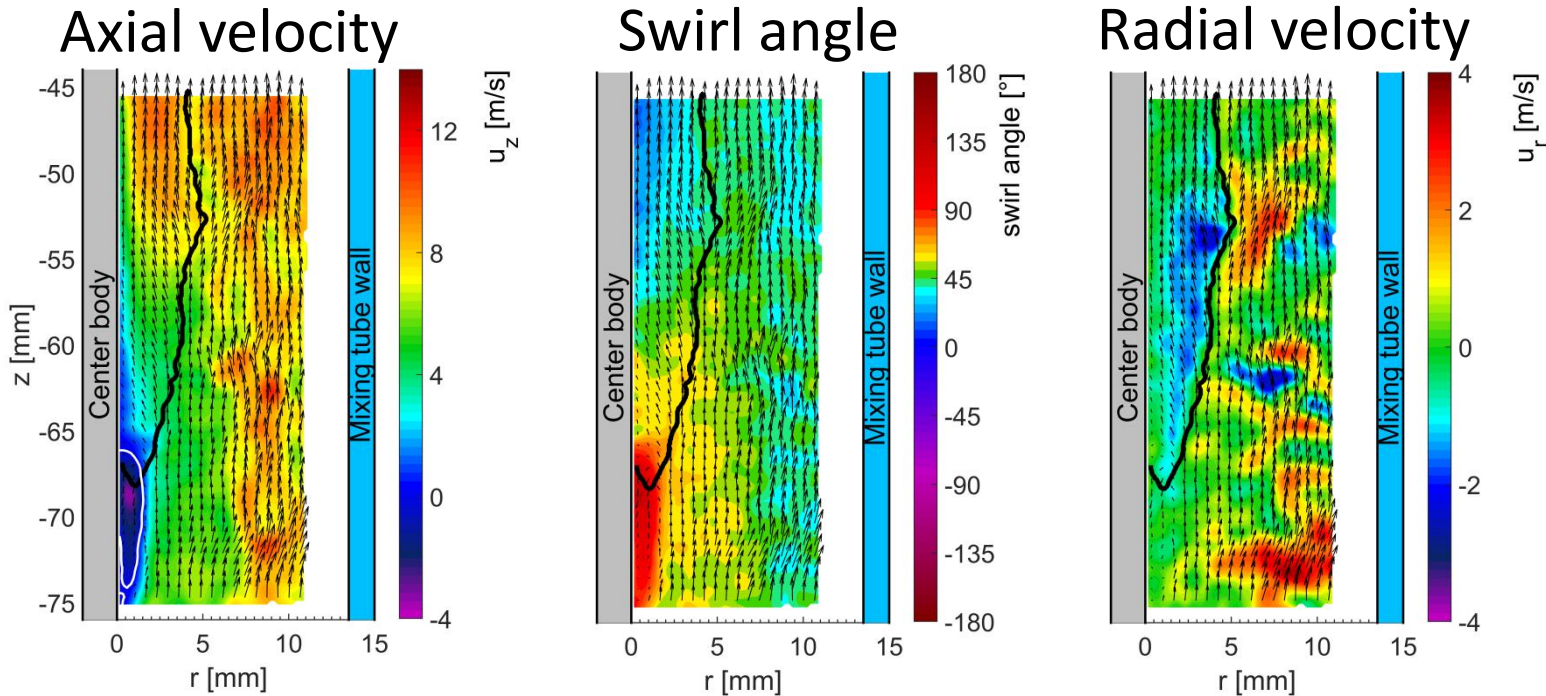 Axial velocity
Swirl angle
Radial velocity
z [mm]
-45
-50
-55
-60
-65
-70
-75
Center body
Mixing tube wall
0
5
10
15
r [mm]
12
8
4
0
-4
u_z [m/s]
Center body
Mixing tube wall
0
5
10
15
r [mm]
180
135
90
45
0
-45
-90
-135
-180
swirl angle [°]
Center body
Mixing tube wall
0
5
10
15
r [mm]
4
2
0
-2
-4
u_r [m/s]